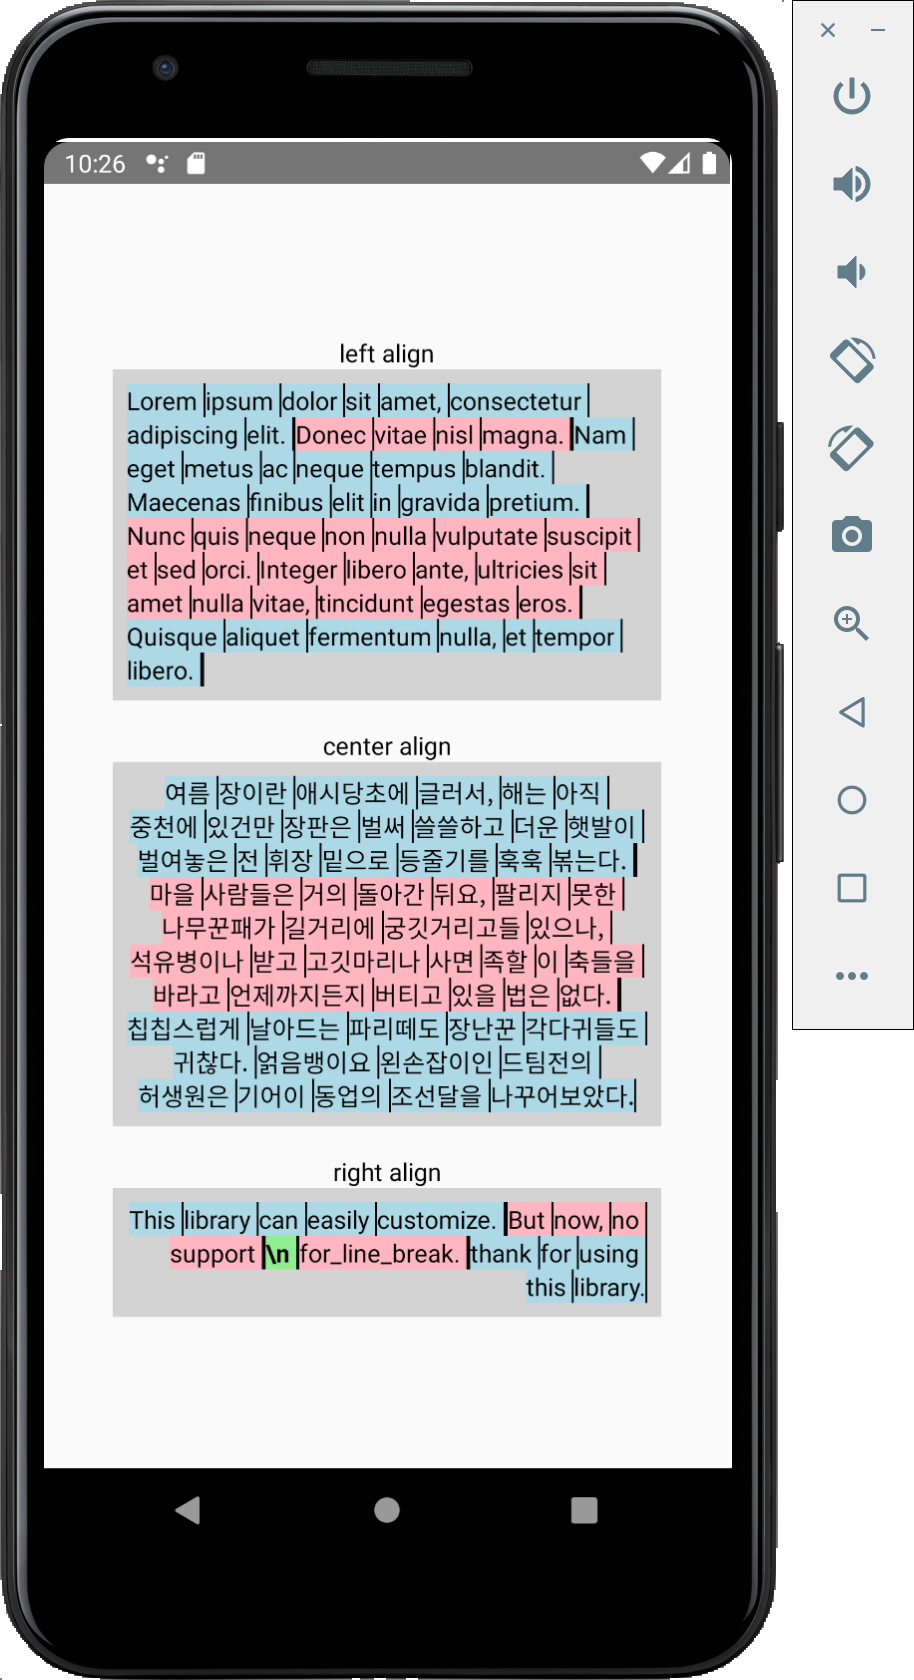 10:26
left align
Lorem ipsum dolor sit amet, consectetur
adipiscing elit. Donec vitae nisl magna. Nam
eget metus ac neque tempus blandit.
Maecenas finibus elit in gravida pretium.
Nunc quis neque non nulla vulputate suscipit
et sed orci. Integer libero ante, ultricies sit
amet nulla vitae, tincidunt egestas eros.
Quisque aliquet fermentum nulla, et tempor
libero.
center align
여름 장이란 애시당초에 글러서, 해는 아직
중천에 있건만 장판은 벌써 쓸쓸하고 더운 햇발이
벌여놓은 전 휘장 밑으로 등줄기를 훅훅 볶는다.
마을 사람들은 거의 돌아간 뒤요, 팔리지 못한
나무꾼패가 길거리에 궁깃거리고들 있으나,
석유병이나 받고 고깃마리나 사면 족할 이 축들을
바라고 언제까지든지 버티고 있을 법은 없다.
칩칩스럽게 날아드는 파리떼도 장난꾼 각다귀들도
귀찮다. 얽음뱅이요 왼손잡이인 드팀전의
허생원은 기어이 동업의 조선달을 나꾸어보았다.
right align
This library can easily customize. But now, no
support \n for_line_break. thank for using
this library.